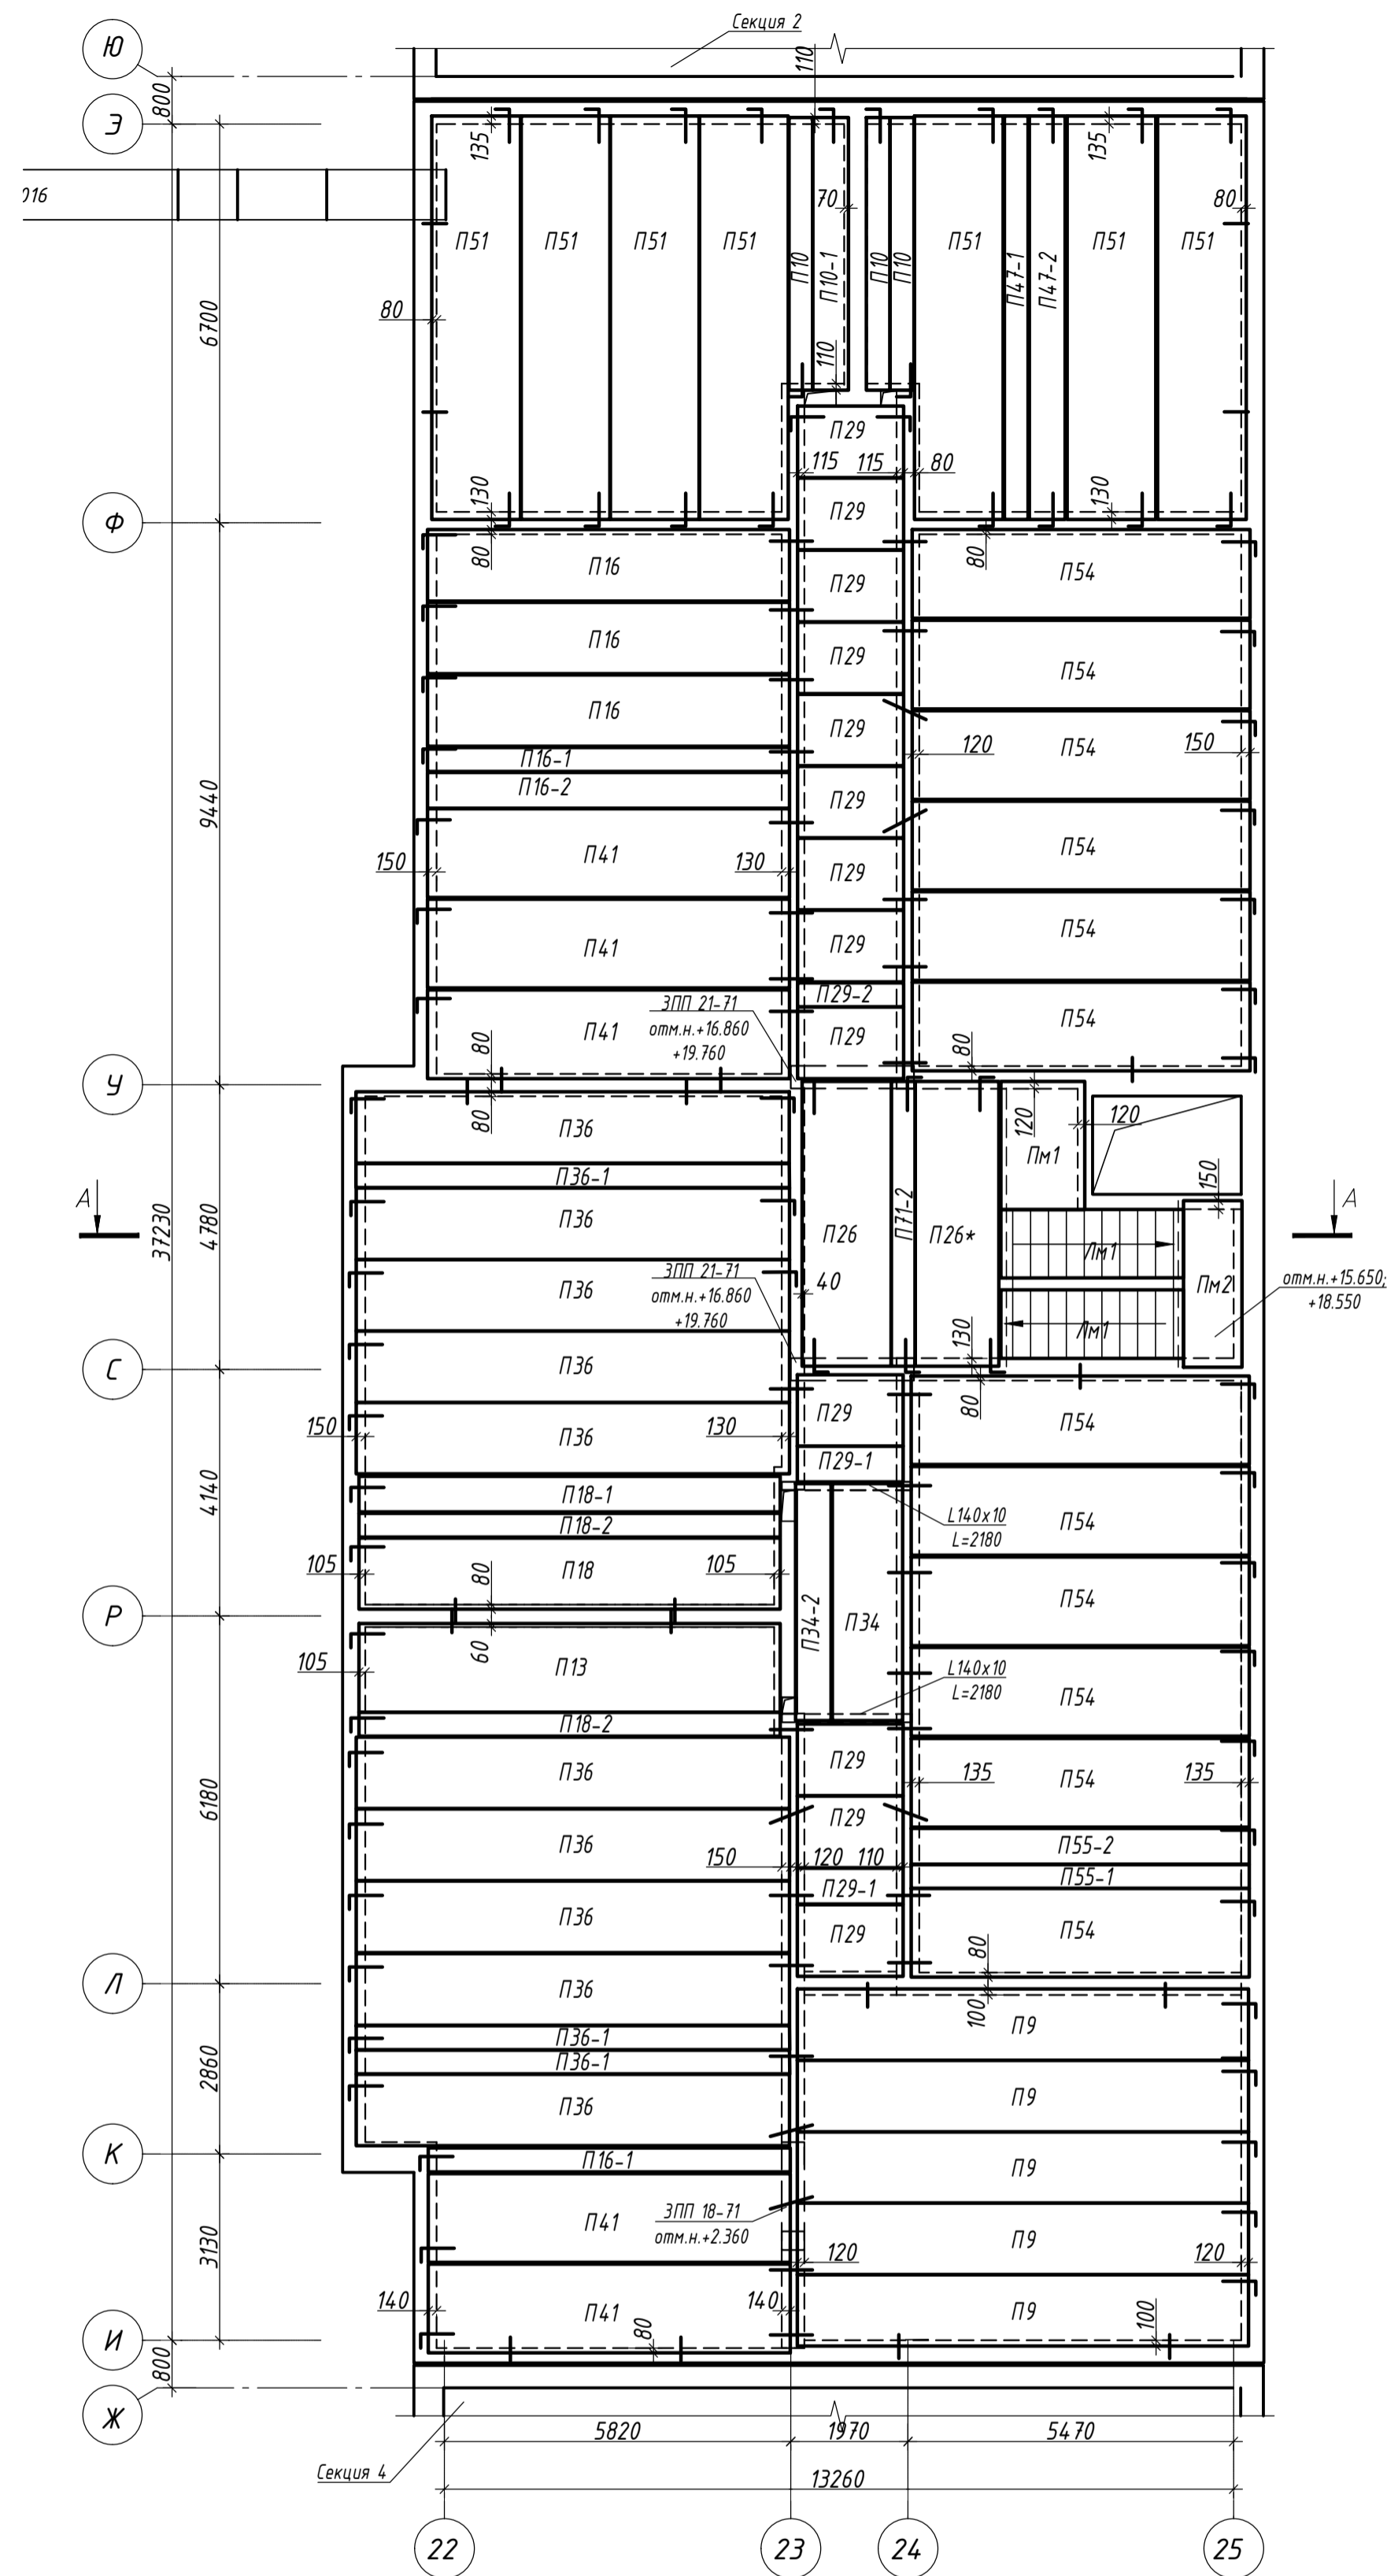 Секция 2
Ю
800
110
Э
135
135
016
70
80
П51
П51
П51
П51
П10
П10-1
П10
П10
П51
П47-1
П47-2
П51
П51
80
6700
110
П29
115
115
80
130
130
П29
Ф
80
80
П16
П54
П29
П16
П29
П54
П16
П29
120
П54
150
П16-1
П16-2
9440
П29
П41
П54
150
130
П29
П41
П29
П54
ЗПП 21-71
П29-2
отм.н.+16.860
+19.760
П41
П29
П54
80
80
У
80
120
120
П36
Пм1
П36-1
150
А
37230
4780
П36
П26
П71-2
П26*
А
Лм1
ЗПП 21-71
отм.н.+16.860
+19.760
40
П36
Пм2
отм.н.+15.650;
+18.550
Лм1
130
С
П36
80
П29
П54
150
П36
130
П29-1
4140
П18-1
L140x10
L=2180
П54
П18-2
105
80
П18
105
П54
Р
П34-2
П34
60
105
П13
L140x10
L=2180
П54
П18-2
П36
П29
135
П54
135
6180
П36
П29
П55-2
150
120
110
П55-1
П29-1
П36
П29
П54
80
Л
П36
100
П9
П36-1
П36-1
2860
П36
П9
К
П16-1
П9
ЗПП 18-71
отм.н.+2.360
П41
3130
П9
120
120
140
П41
140
80
П9
100
И
800
Ж
5820
1970
5470
Секция 4
13260
22
23
24
25